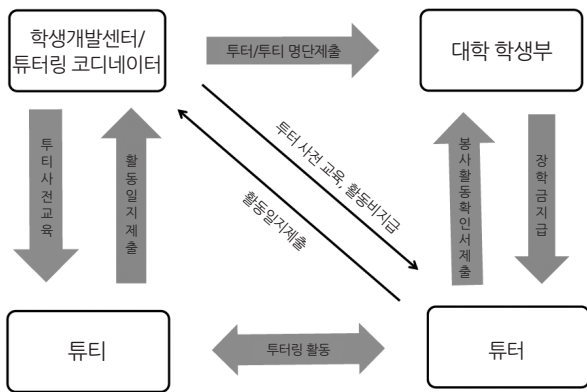 학생개발센터/
튜터링 코디네이터
투터/투티 명단제출
대학 학생부
투티사전교육
활동일지제출
투터 사전 교육, 활동비지급
활동일지제출
봉사활동확인서제출
장학금지급
튜티
투터링 활동
튜터